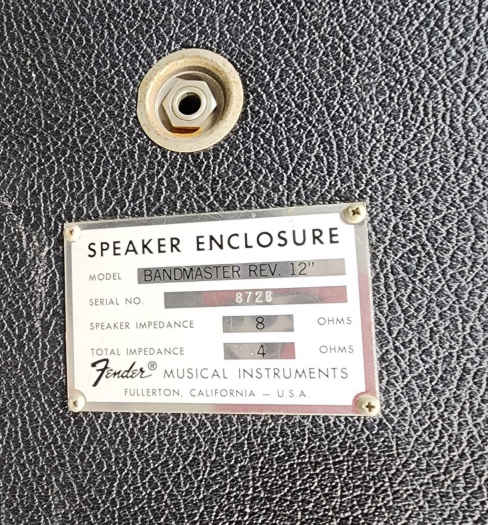 SPEAKER ENCLOSURE
MODEL BANDMASTER REV. 12"
SERIAL NO. 8728
SPEAKER IMPEDANCE 8 OHMS
TOTAL IMPEDANCE 4 OHMS
Fender® MUSICAL INSTRUMENTS
FULLERTON, CALIFORNIA – U.S.A.